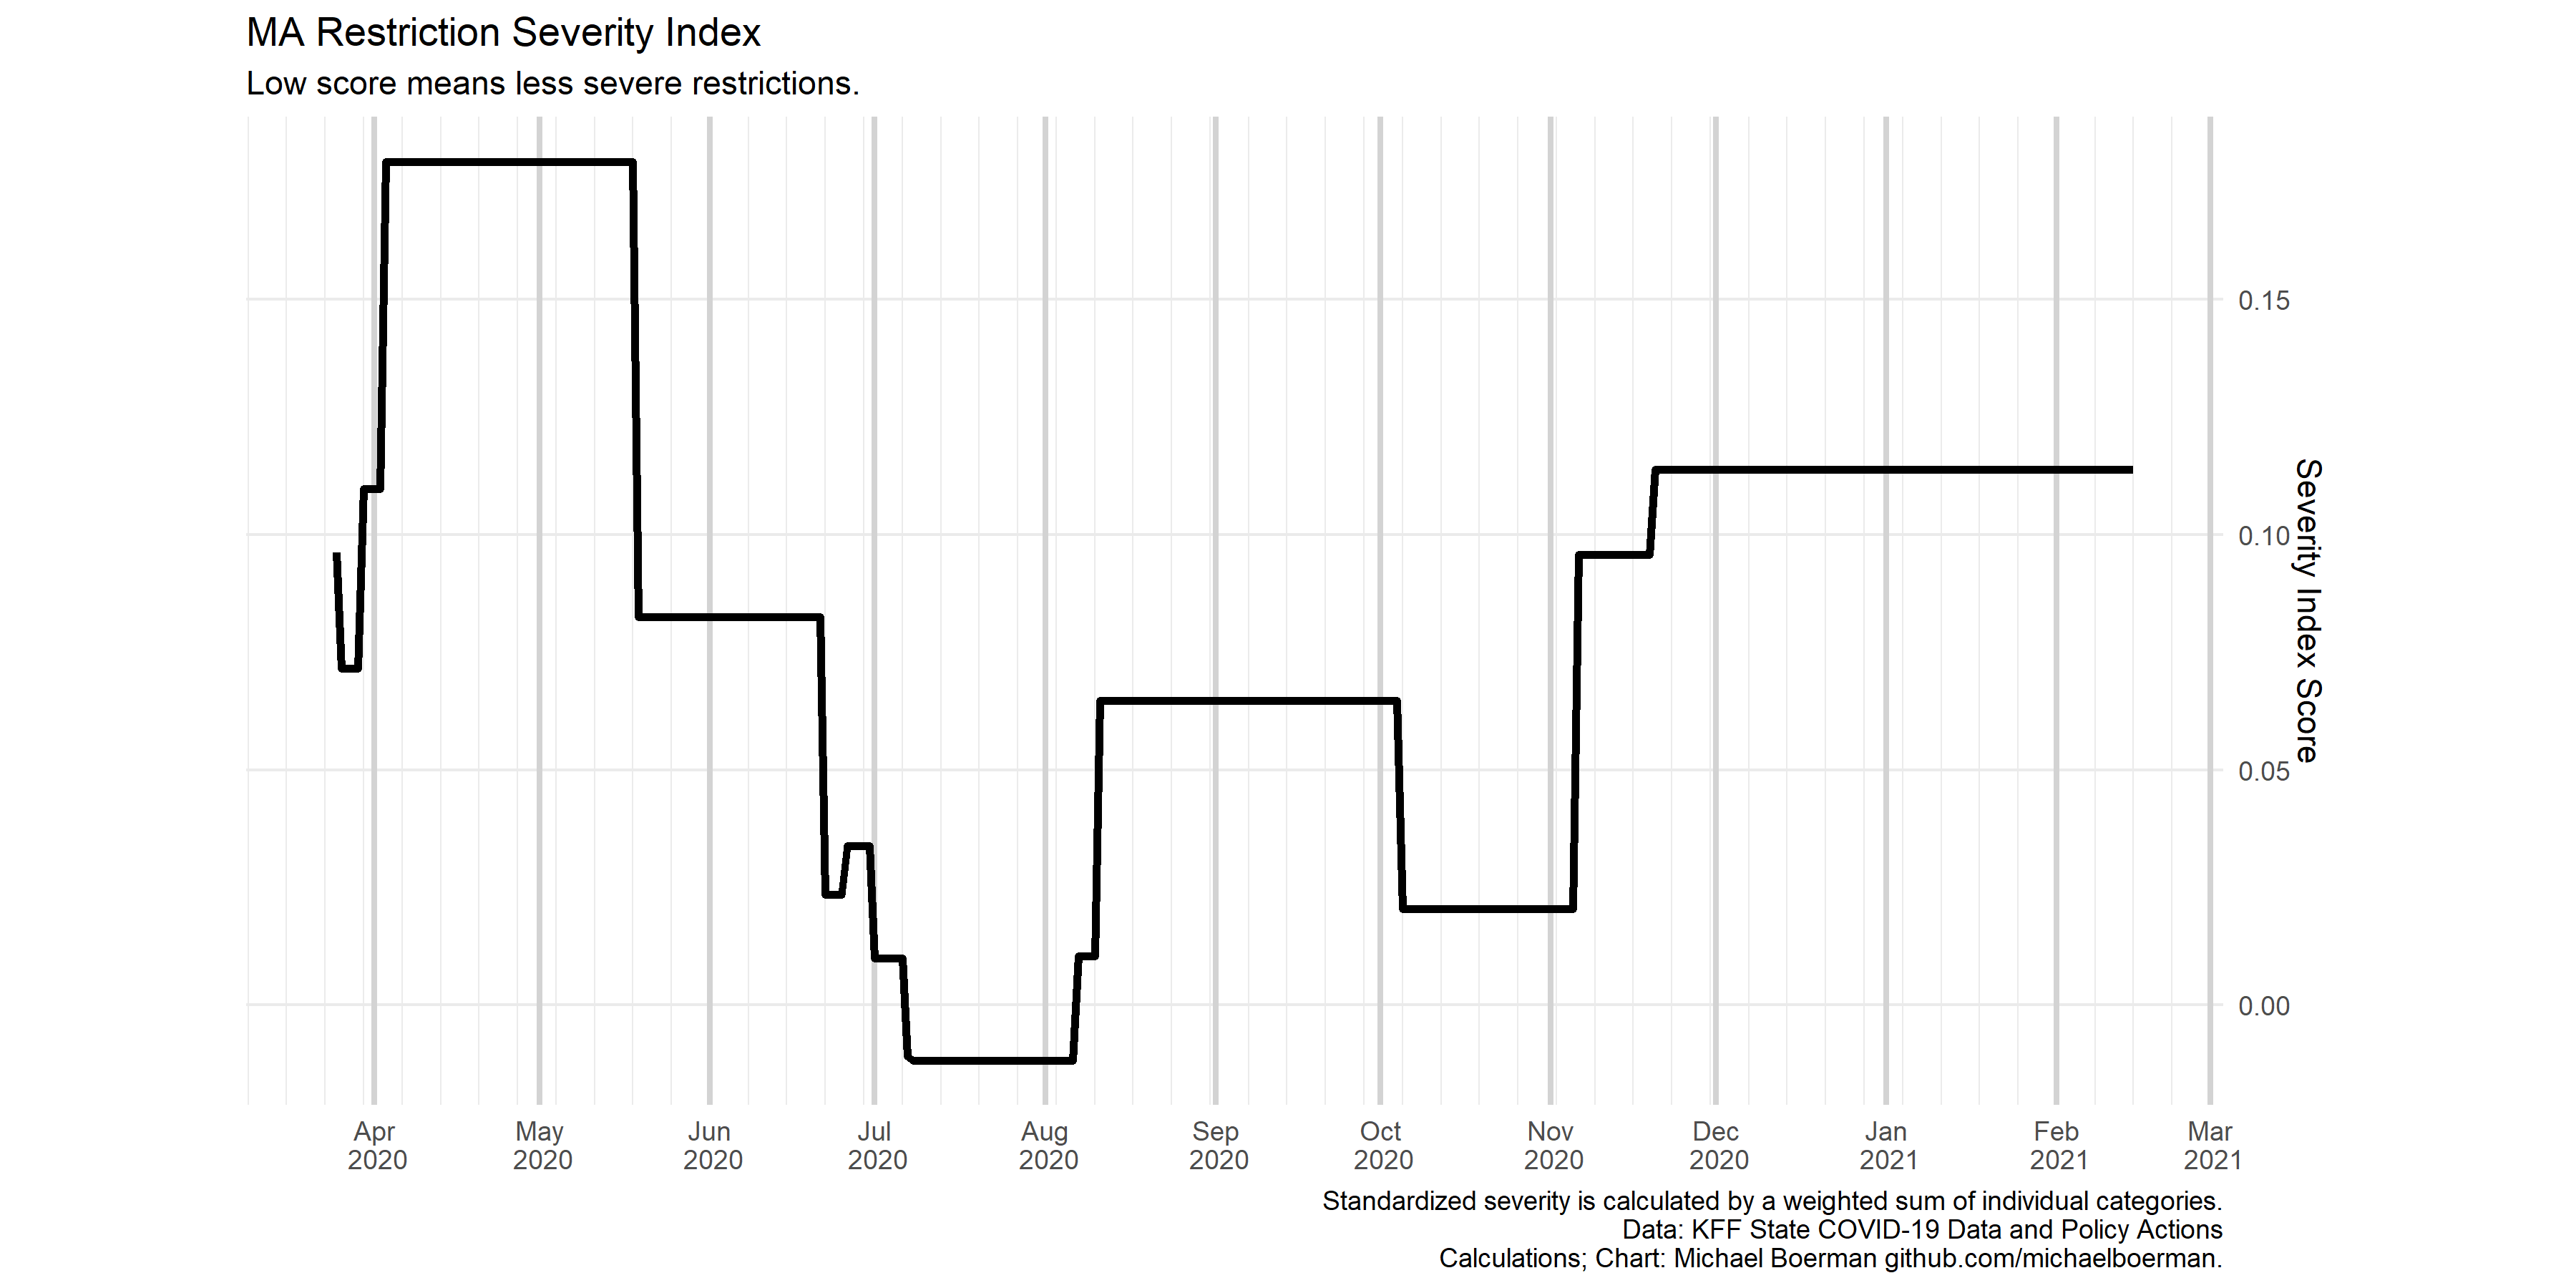 MA Restriction Severity Index
Low score means less severe restrictions.
0.15
0.10
0.05
0.00
Severity Index Score
Apr 2020
May 2020
Jun 2020
Jul 2020
Aug 2020
Sep 2020
Oct 2020
Nov 2020
Dec 2020
Jan 2021
Feb 2021
Mar 2021
Standardized severity is calculated by a weighted sum of individual categories.
Data: KFF State COVID-19 Data and Policy Actions
Calculations; Chart: Michael Boerman github.com/michaelboerman.